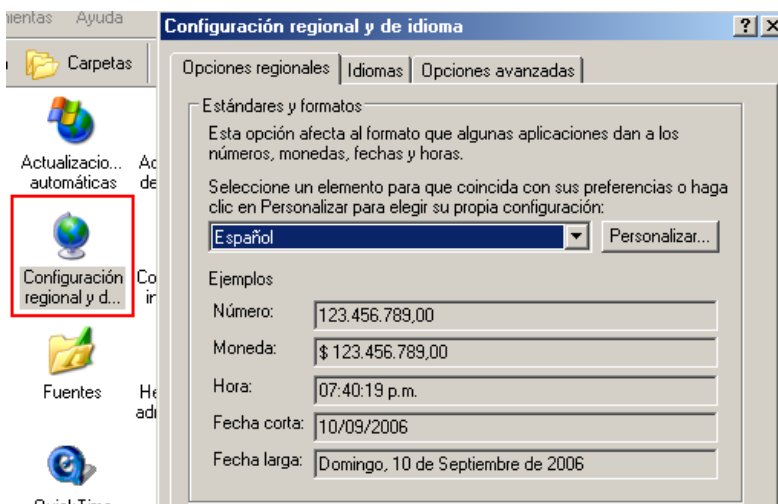 Ayuda
Carpetas
Actualizacio...
automáticas
Configuración
regional y d...
Fuentes
Configuración regional y de idioma
Opciones regionales
Idiomas
Opciones avanzadas
Estándares y formatos
Esta opción afecta al formato que algunas aplicaciones dan a los
números, monedas, fechas y horas.
Seleccione un elemento para que coincida con sus preferencias o haga
clic en Personalizar para elegir su propia configuración:
Español
Personalizar...
Ejemplos
Número:
123.456.789,00
Moneda:
$ 123.456.789,00
Hora:
07:40:19 p.m.
Fecha corta:
10/09/2006
Fecha larga:
Domingo, 10 de Septiembre de 2006